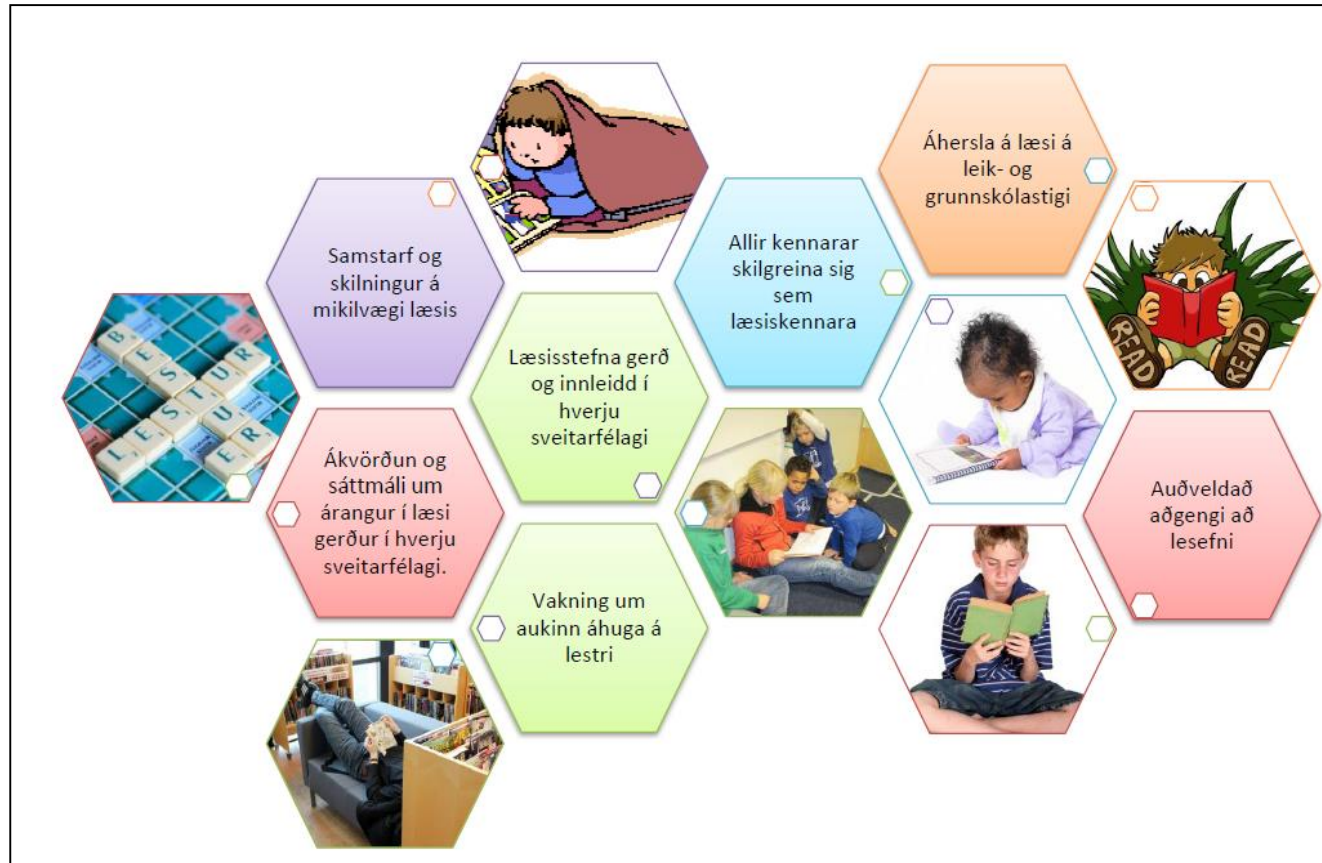 Áhersla á læsi á
leik- og
grunnskólastigi
Samstarf og
skilningur á
mikilvægi læsis
Allir kennarar
skilgreina sig
sem
læsiskennara
READ
READ
BESTUR
LESTUR
Læsisstefna gerð
og innleidd í
hverju
sveitarfélagi
Ákvörðun og
sáttmáli um
árangur í læsi
gerður í hverju
sveitarfélagi.
Auðveldað
aðgengi að
lesefni
Vakning um
aukinn áhuga á
lestri